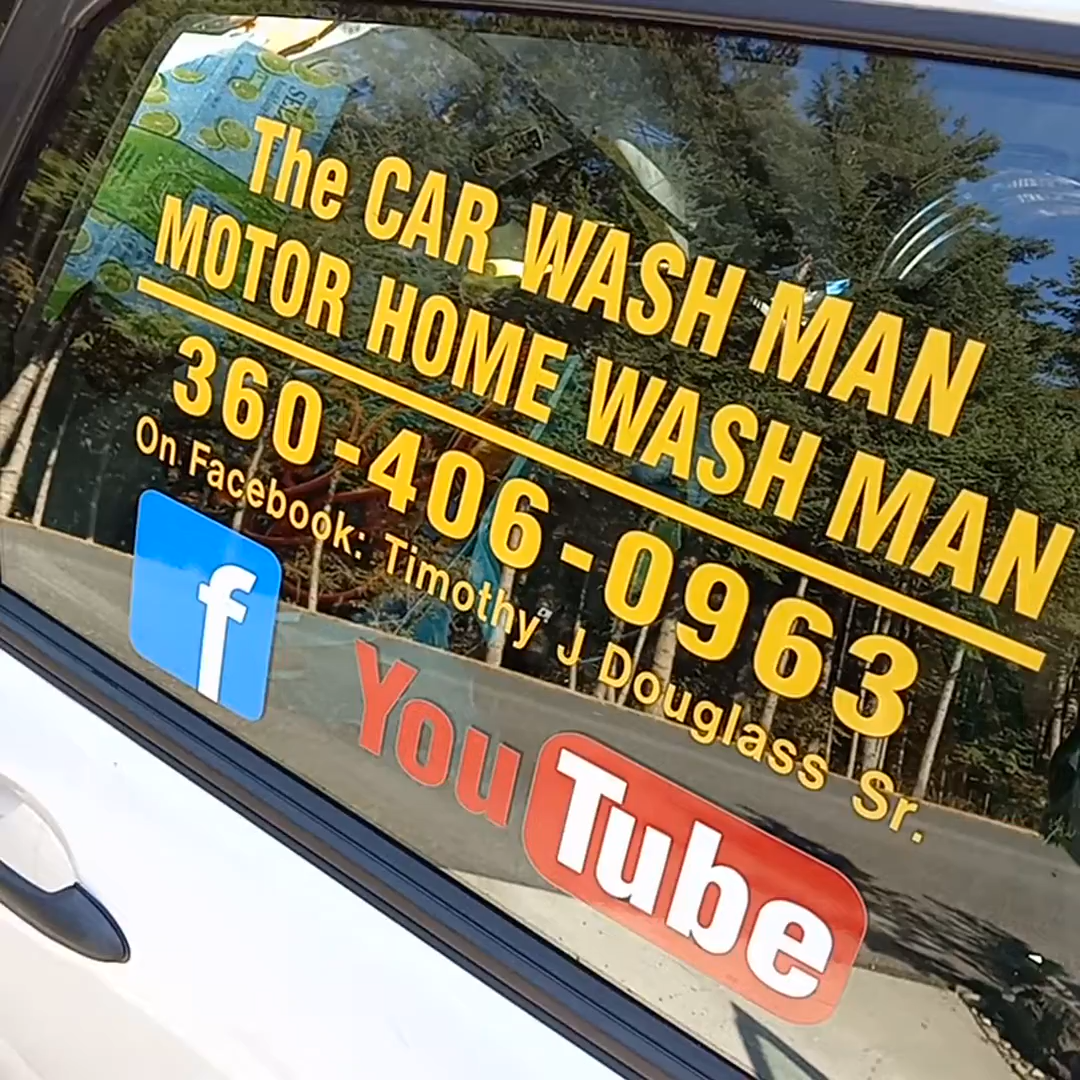 The CAR WASH MAN
MOTOR HOME WASH MAN
360-406-0963
On Facebook: Timothy J Douglass Sr.
f
YouTube